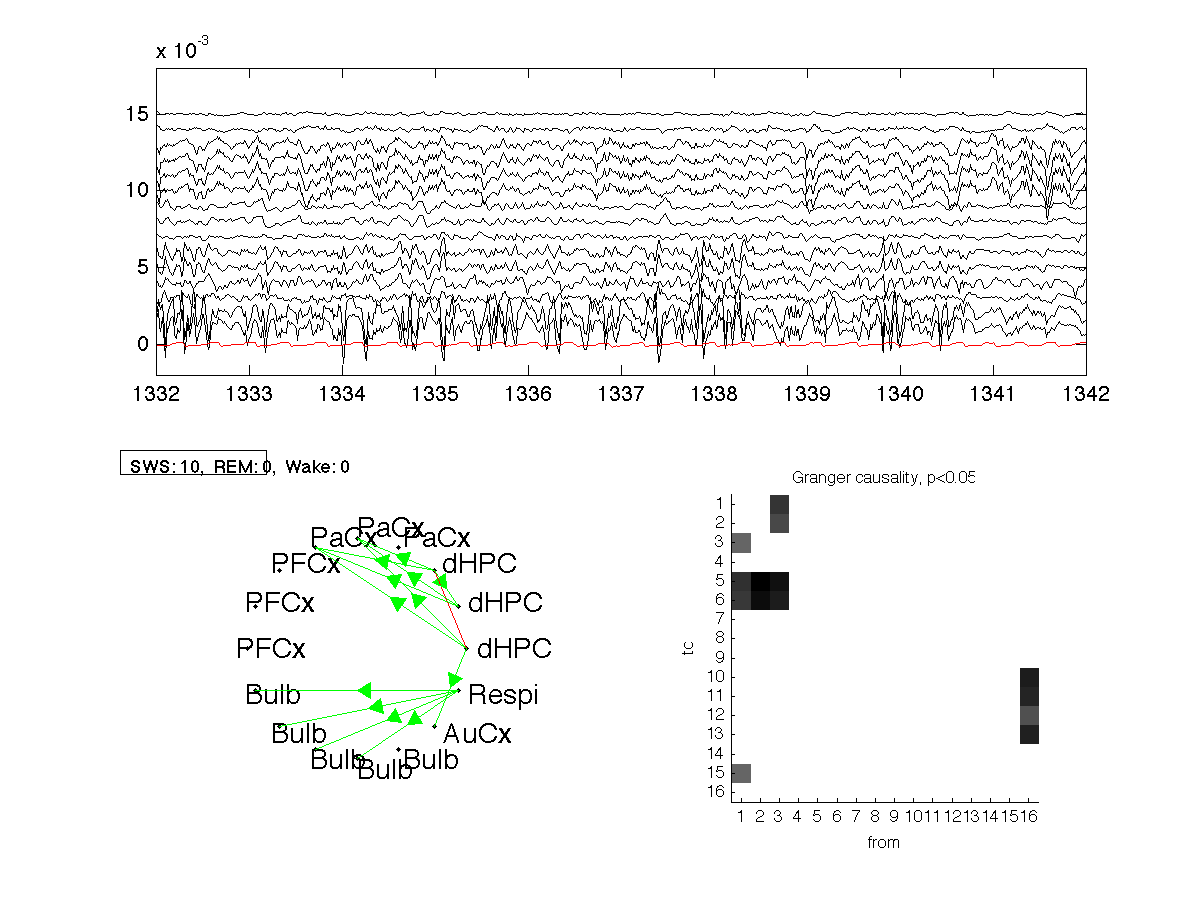 x 10-3
15
10
5
0
1332 1333 1334 1335 1336 1337 1338 1339 1340 1341 1342
SWS:10, REM:0, Wake:0
PaCx
PaCx PaCx
PFCx dHPC
PFCx dHPC
PFCx dHPC
Bulb Respi
Bulb AuCx
Bulb Bulb
Bulb
Granger causality, p<0.05
1
2
3
4
5
6
7
8
9
10
11
12
13
14
15
16
tc
1 2 3 4 5 6 7 8 9 10 11 12 13 14 15 16
from